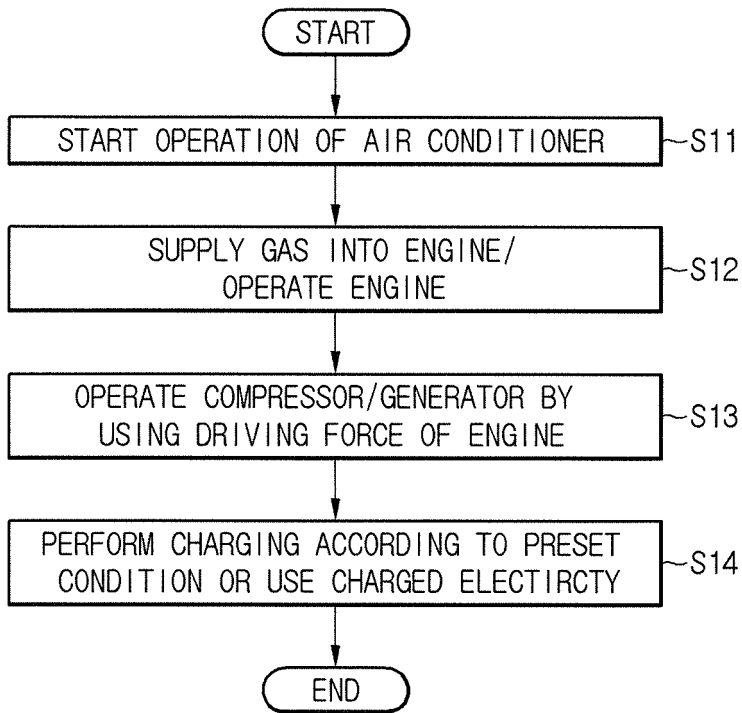 START
START OPERATION OF AIR CONDITIONER
S11
SUPPLY GAS INTO ENGINE/
OPERATE ENGINE
S12
OPERATE COMPRESSOR/GENERATOR BY
USING DRIVING FORCE OF ENGINE
S13
PERFORM CHARGING ACCORDING TO PRESET
CONDITION OR USE CHARGED ELECTIRCTY
S14
END